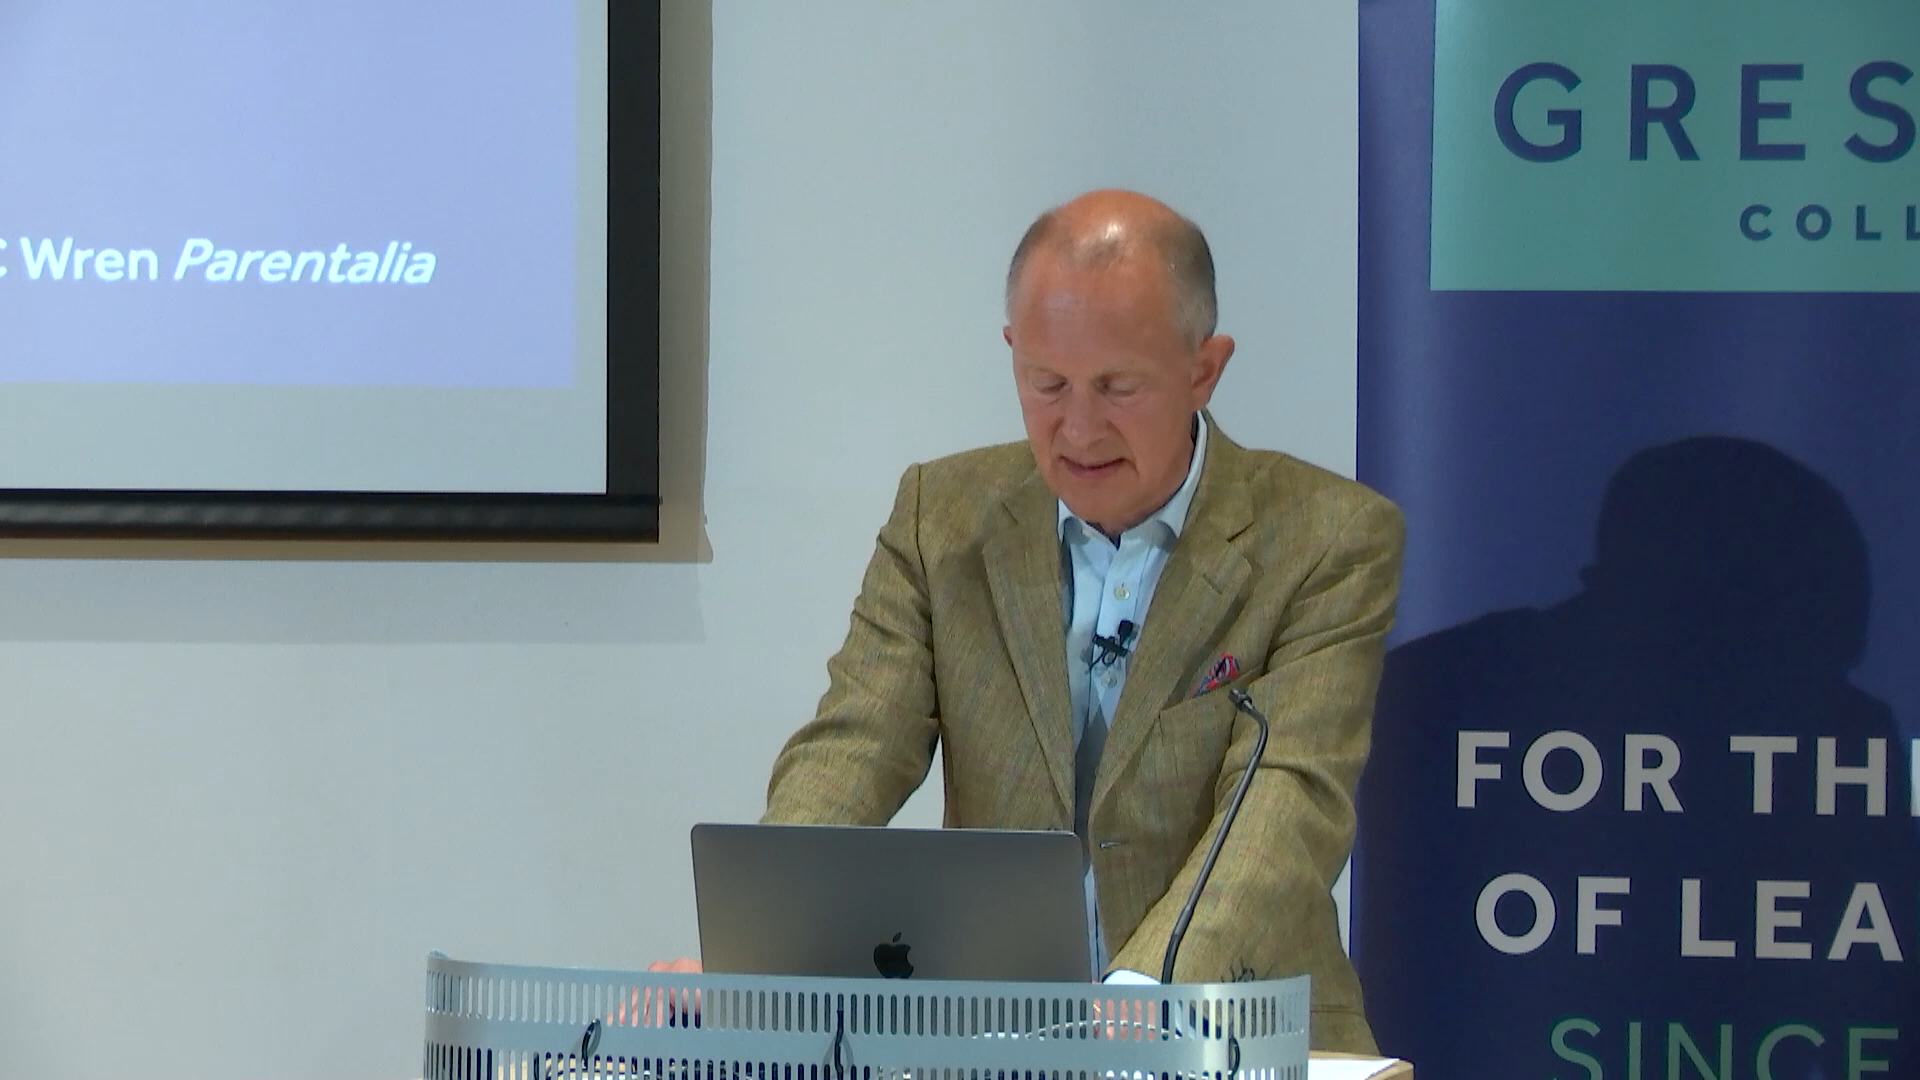 C Wren Parentalia
GRES
COLL
FOR TH
OF LEA
SINCE